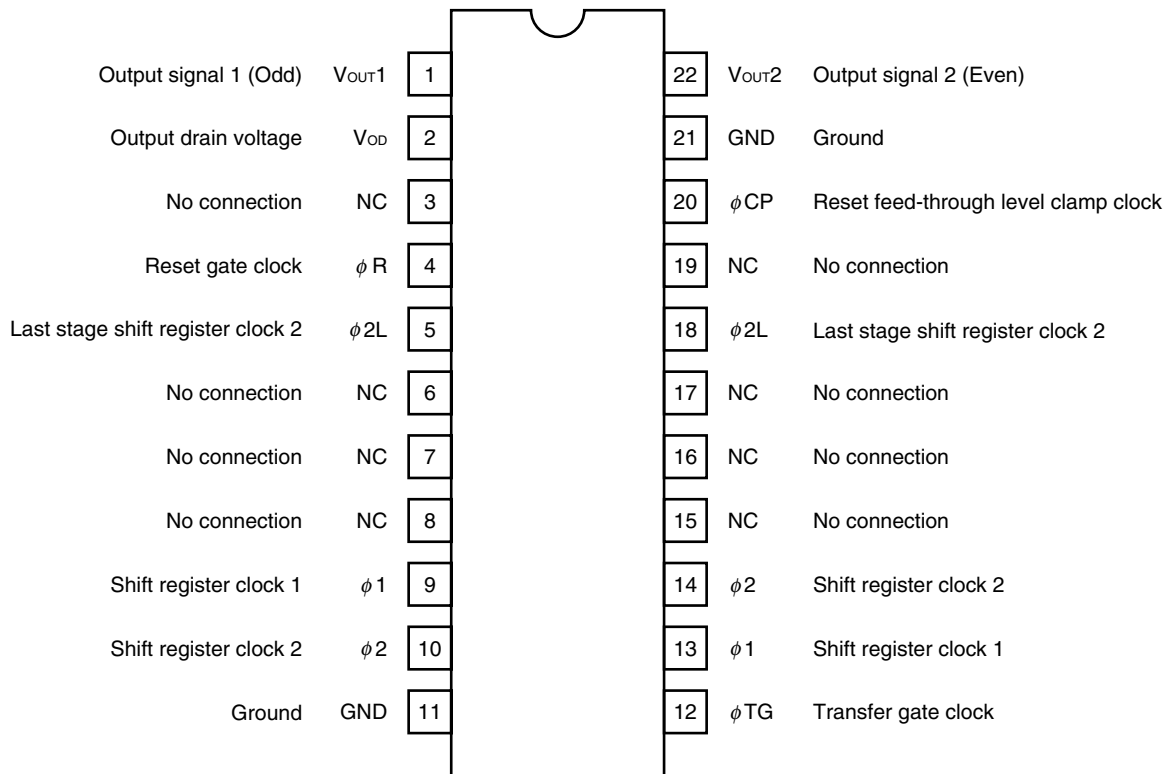 Output signal 1 (Odd) VOUT1 1 22 VOUT2 Output signal 2 (Even)
Output drain voltage VOD 2 21 GND Ground
No connection NC 3 20 ϕCP Reset feed-through level clamp clock
Reset gate clock ϕR 4 19 NC No connection
Last stage shift register clock 2 ϕ2L 5 18 ϕ2L Last stage shift register clock 2
No connection NC 6 17 NC No connection
No connection NC 7 16 NC No connection
No connection NC 8 15 NC No connection
Shift register clock 1 ϕ1 9 14 ϕ2 Shift register clock 2
Shift register clock 2 ϕ2 10 13 ϕ1 Shift register clock 1
Ground GND 11 12 ϕTG Transfer gate clock